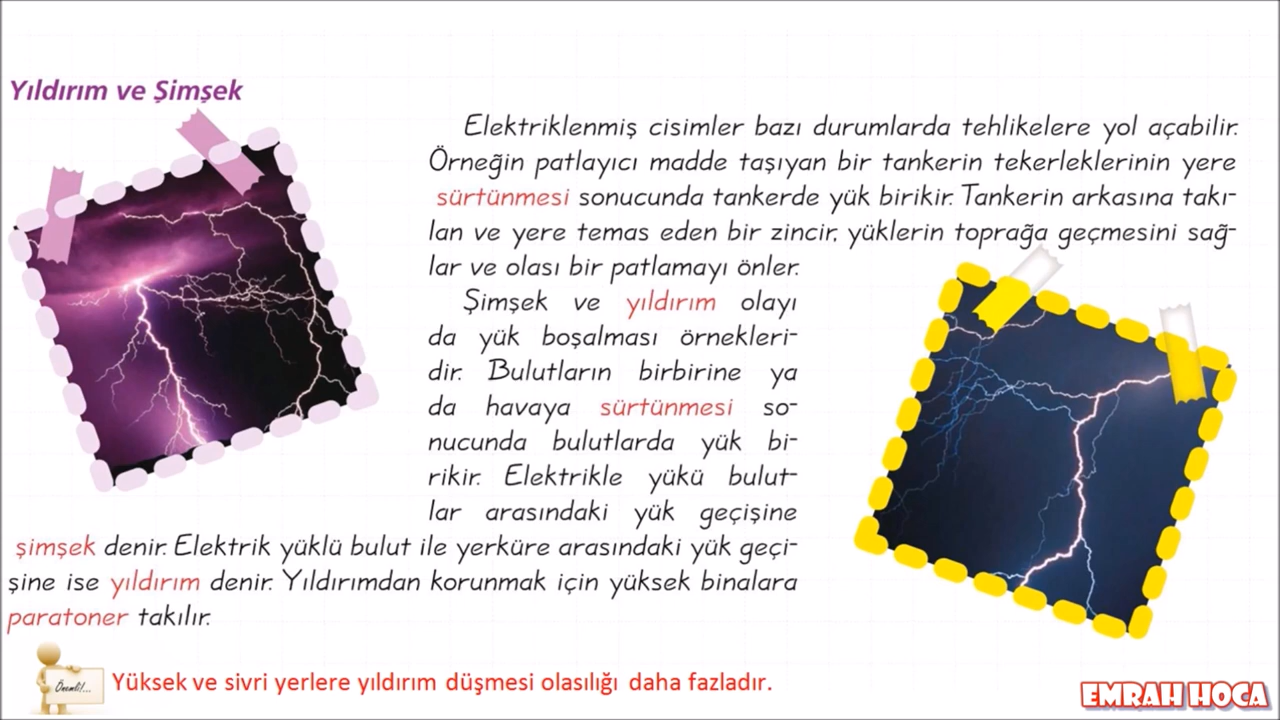 Yıldırım ve Şimşek
Elektriklenmiş cisimler bazı durumlarda tehlikelere yol açabilir.
Örneğin patlayıcı madde taşıyan bir tankerin tekerleklerinin yere
sürtünmesi sonucunda tankerde yük birikir. Tankerin arkasına takı-
lan ve yere temas eden bir zincir, yüklerin toprağa geçmesini sağ-
lar ve olası bir patlamayı önler.
Şimşek ve yıldırım olayı
da yük boşalması örnekleri-
dir. Bulutların birbirine ya
da havaya sürtünmesi so-
nucunda bulutlarda yük bi-
rikir. Elektrikle yükü bulut-
lar arasındaki yük geçişine
şimşek denir. Elektrik yüklü bulut ile yerküre arasındaki yük geçi-
şine ise yıldırım denir. Yıldırımdan korunmak için yüksek binalara
paratoner takılır.
Önemli!...
Yüksek ve sivri yerlere yıldırım düşmesi olasılığı daha fazladır.
EMRAH HOCA